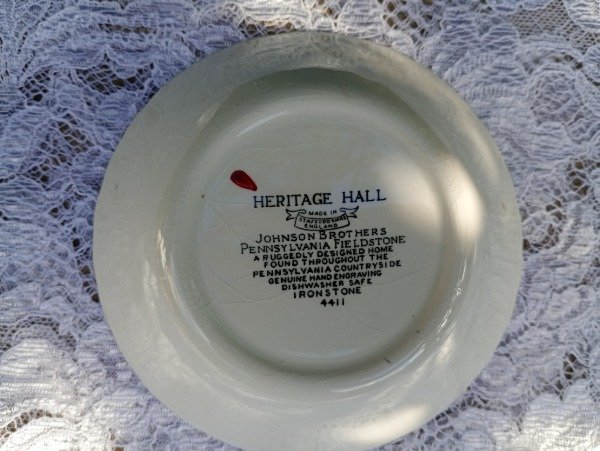 HERITAGE HALL
MADE IN
STAFFORDSHIRE
ENGLAND
JOHNSON BROTHERS
PENNSYLVANIA FIELDSTONE
A RUGGEDLY DESIGNED HOME
FOUND THROUGHOUT THE
PENNSYLVANIA COUNTRYSIDE
GENUINE HAND ENGRAVING
DISHWASHER SAFE
IRONSTONE
4411